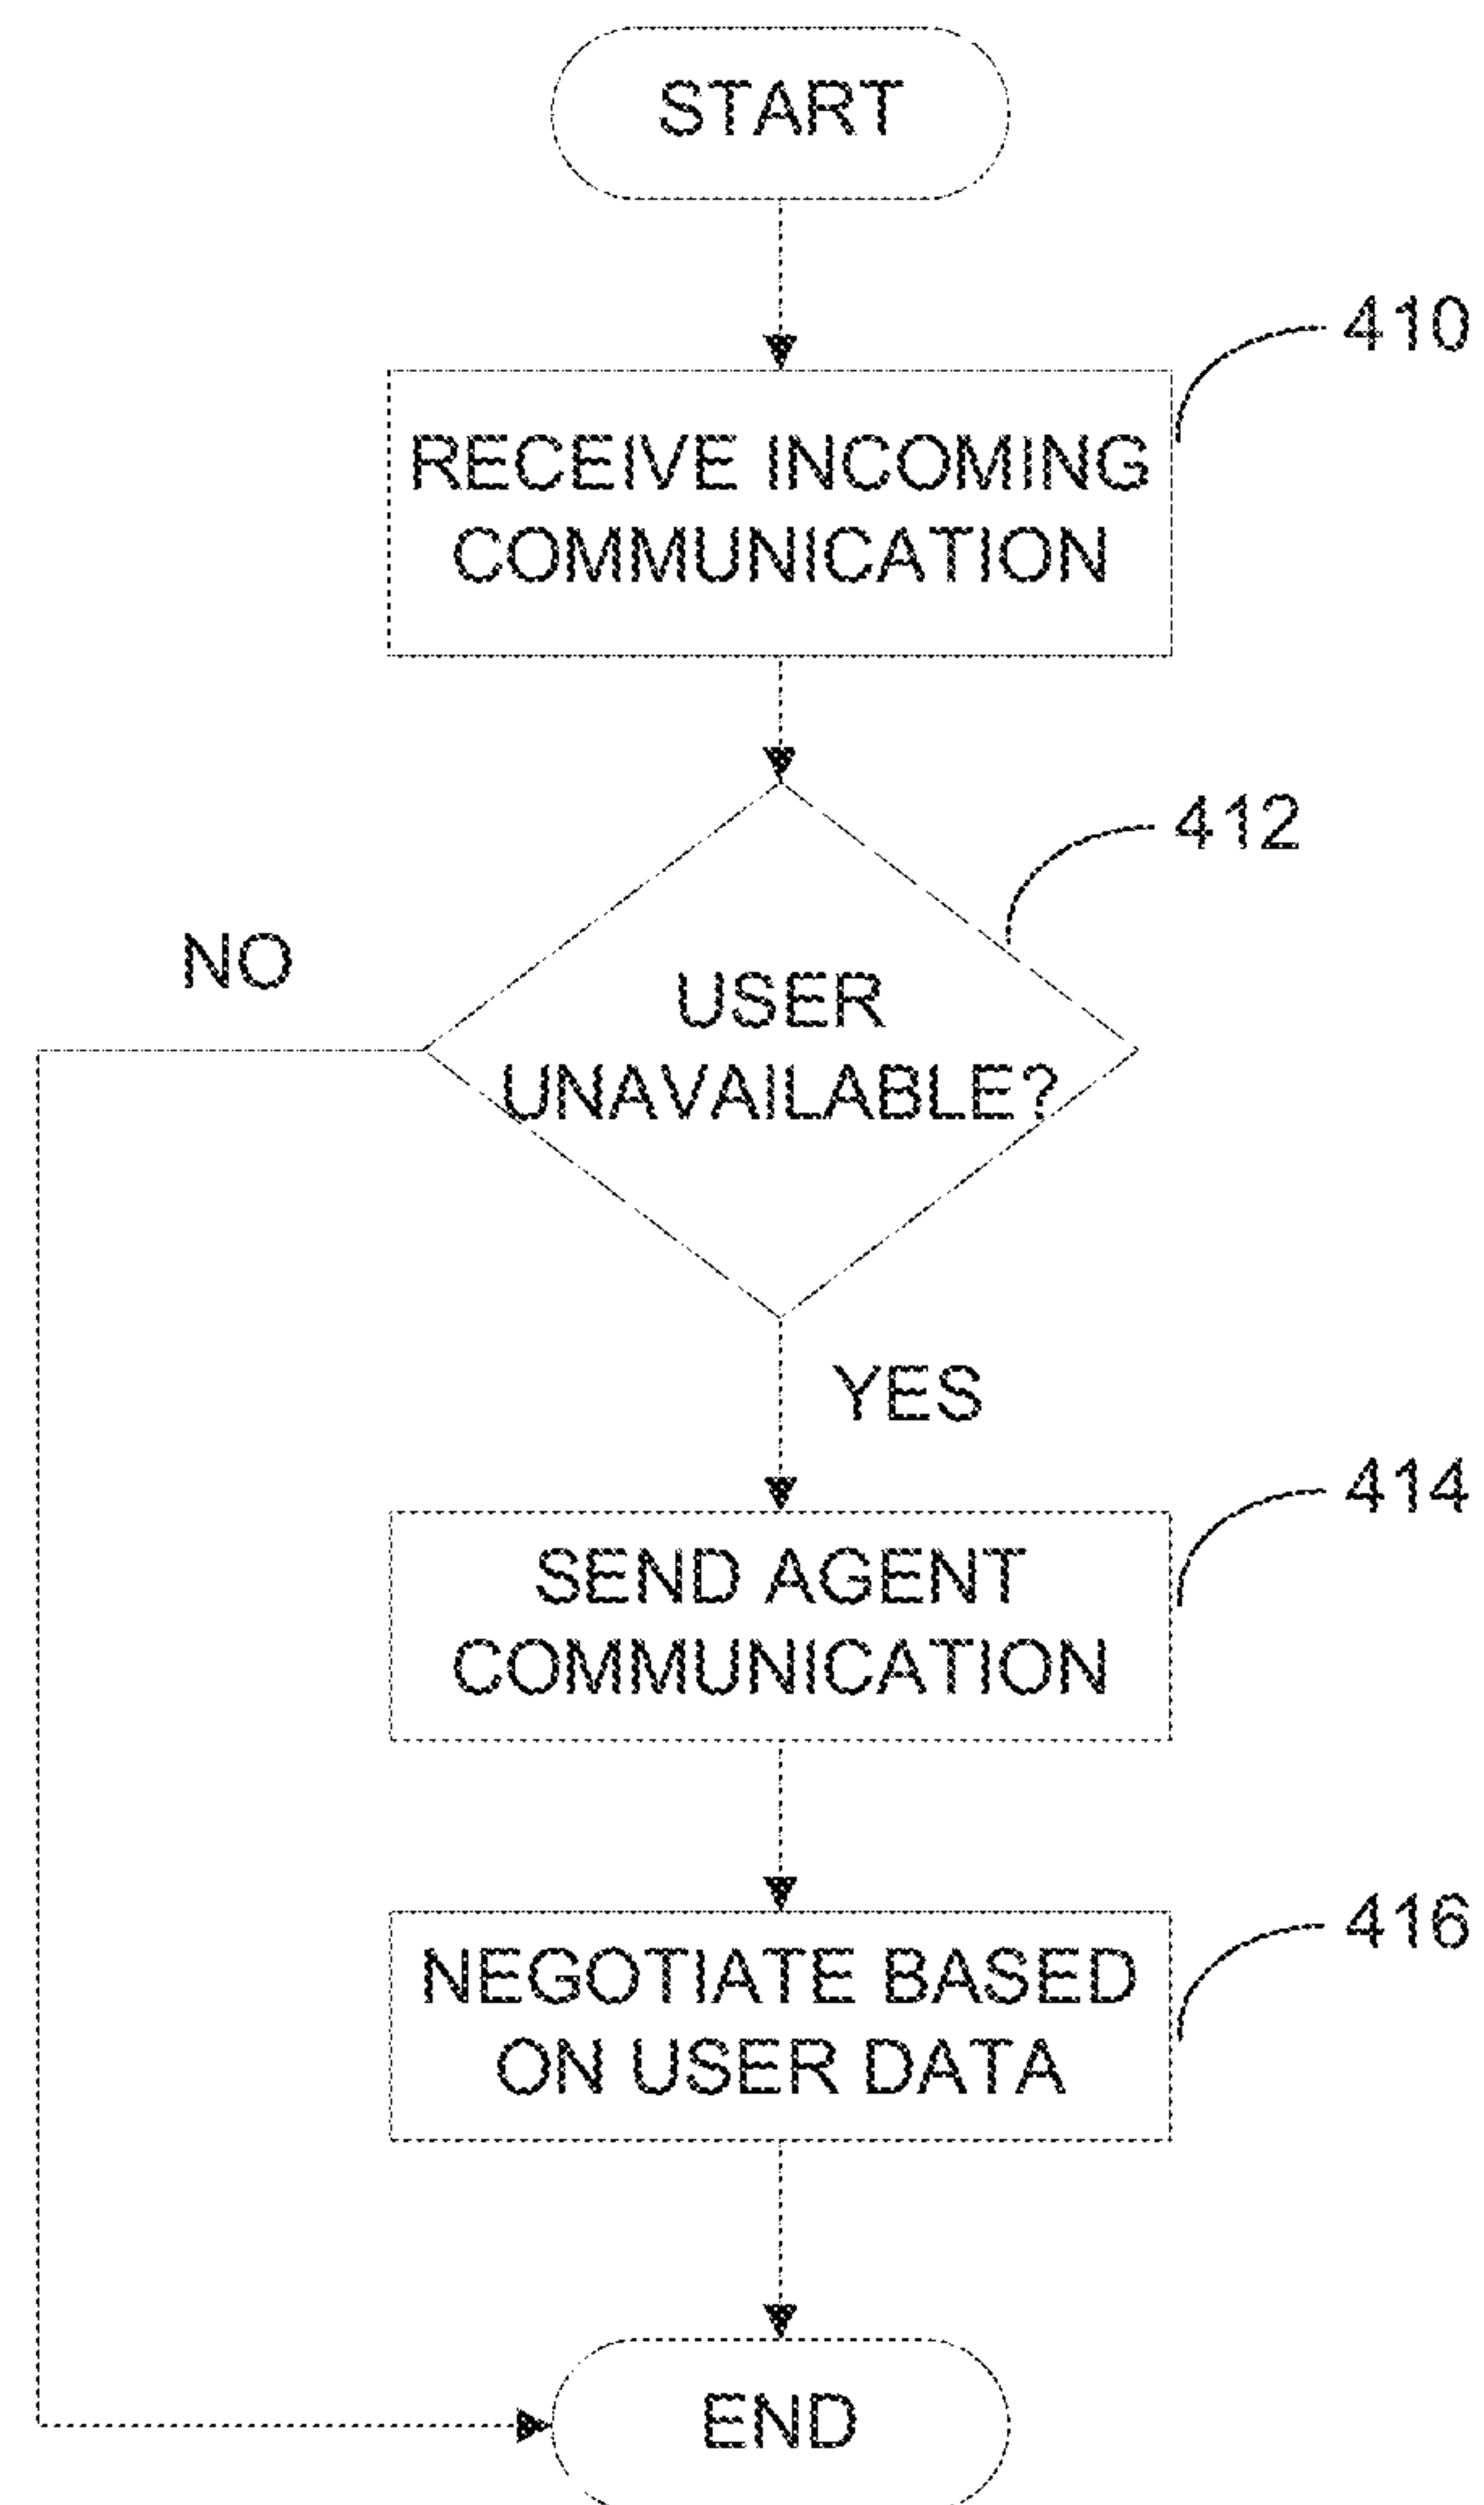 START
410
RECEIVE INCOMING
COMMUNICATION
412
NO
USER
UNAVAILABLE?
YES
414
SEND AGENT
COMMUNICATION
416
NEGOTIATE BASED
ON USER DATA
END